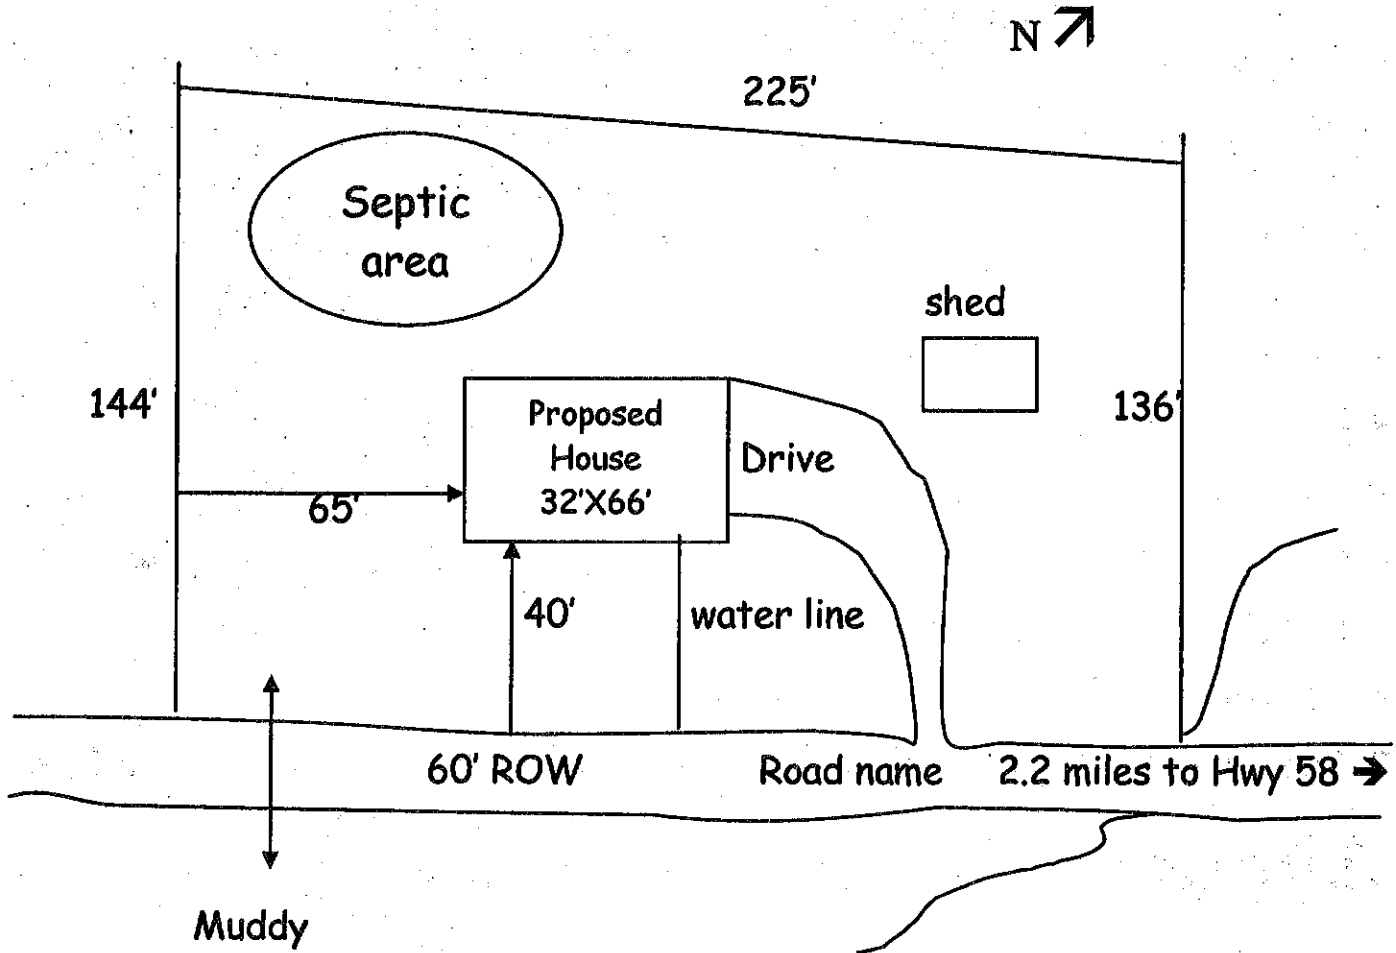 N
225'
Septic
area
shed
144'
136'
Proposed
House
32'X66'
Drive
65'
40'
water line
60' ROW
Road name
2.2 miles to Hwy 58
Muddy